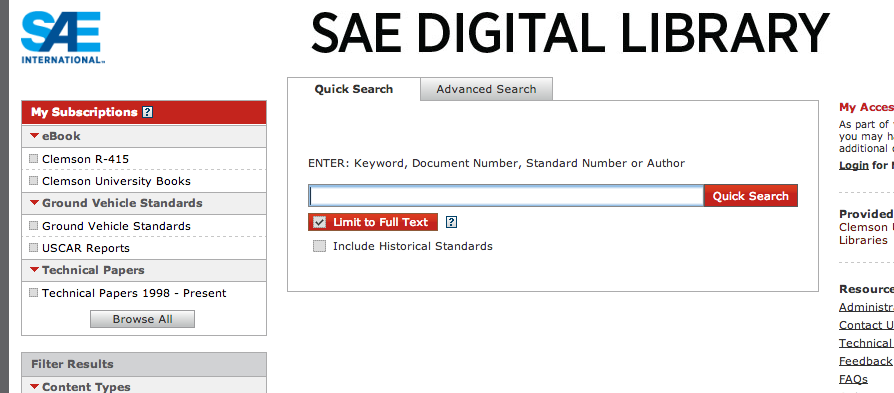 SAE
INTERNATIONAL
SAE DIGITAL LIBRARY
My Subscriptions ?
eBook
Clemson R-415
Clemson University Books
Ground Vehicle Standards
Ground Vehicle Standards
USCAR Reports
Technical Papers
Technical Papers 1998 - Present
Browse All
Filter Results
Content Types
Quick Search
Advanced Search
ENTER: Keyword, Document Number, Standard Number or Author
Quick Search
Limit to Full Text ?
Include Historical Standards
My Acces
As part of
you may ha
additional
Login for
Provided
Clemson U
Libraries
Resource
Administra
Contact U
Technical
Feedback
FAQs